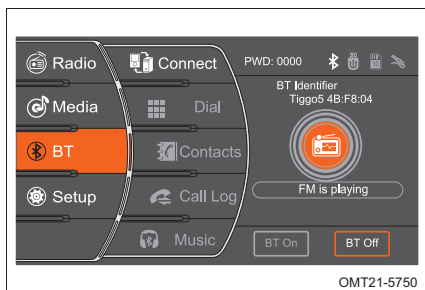 Radio
Media
BT
Setup
Connect
Dial
Contacts
Call Log
Music
PWD: 0000
BT Identifier
Tiggo5 4B:F8:04
FM is playing
BT On
BT Off
OMT21-5750